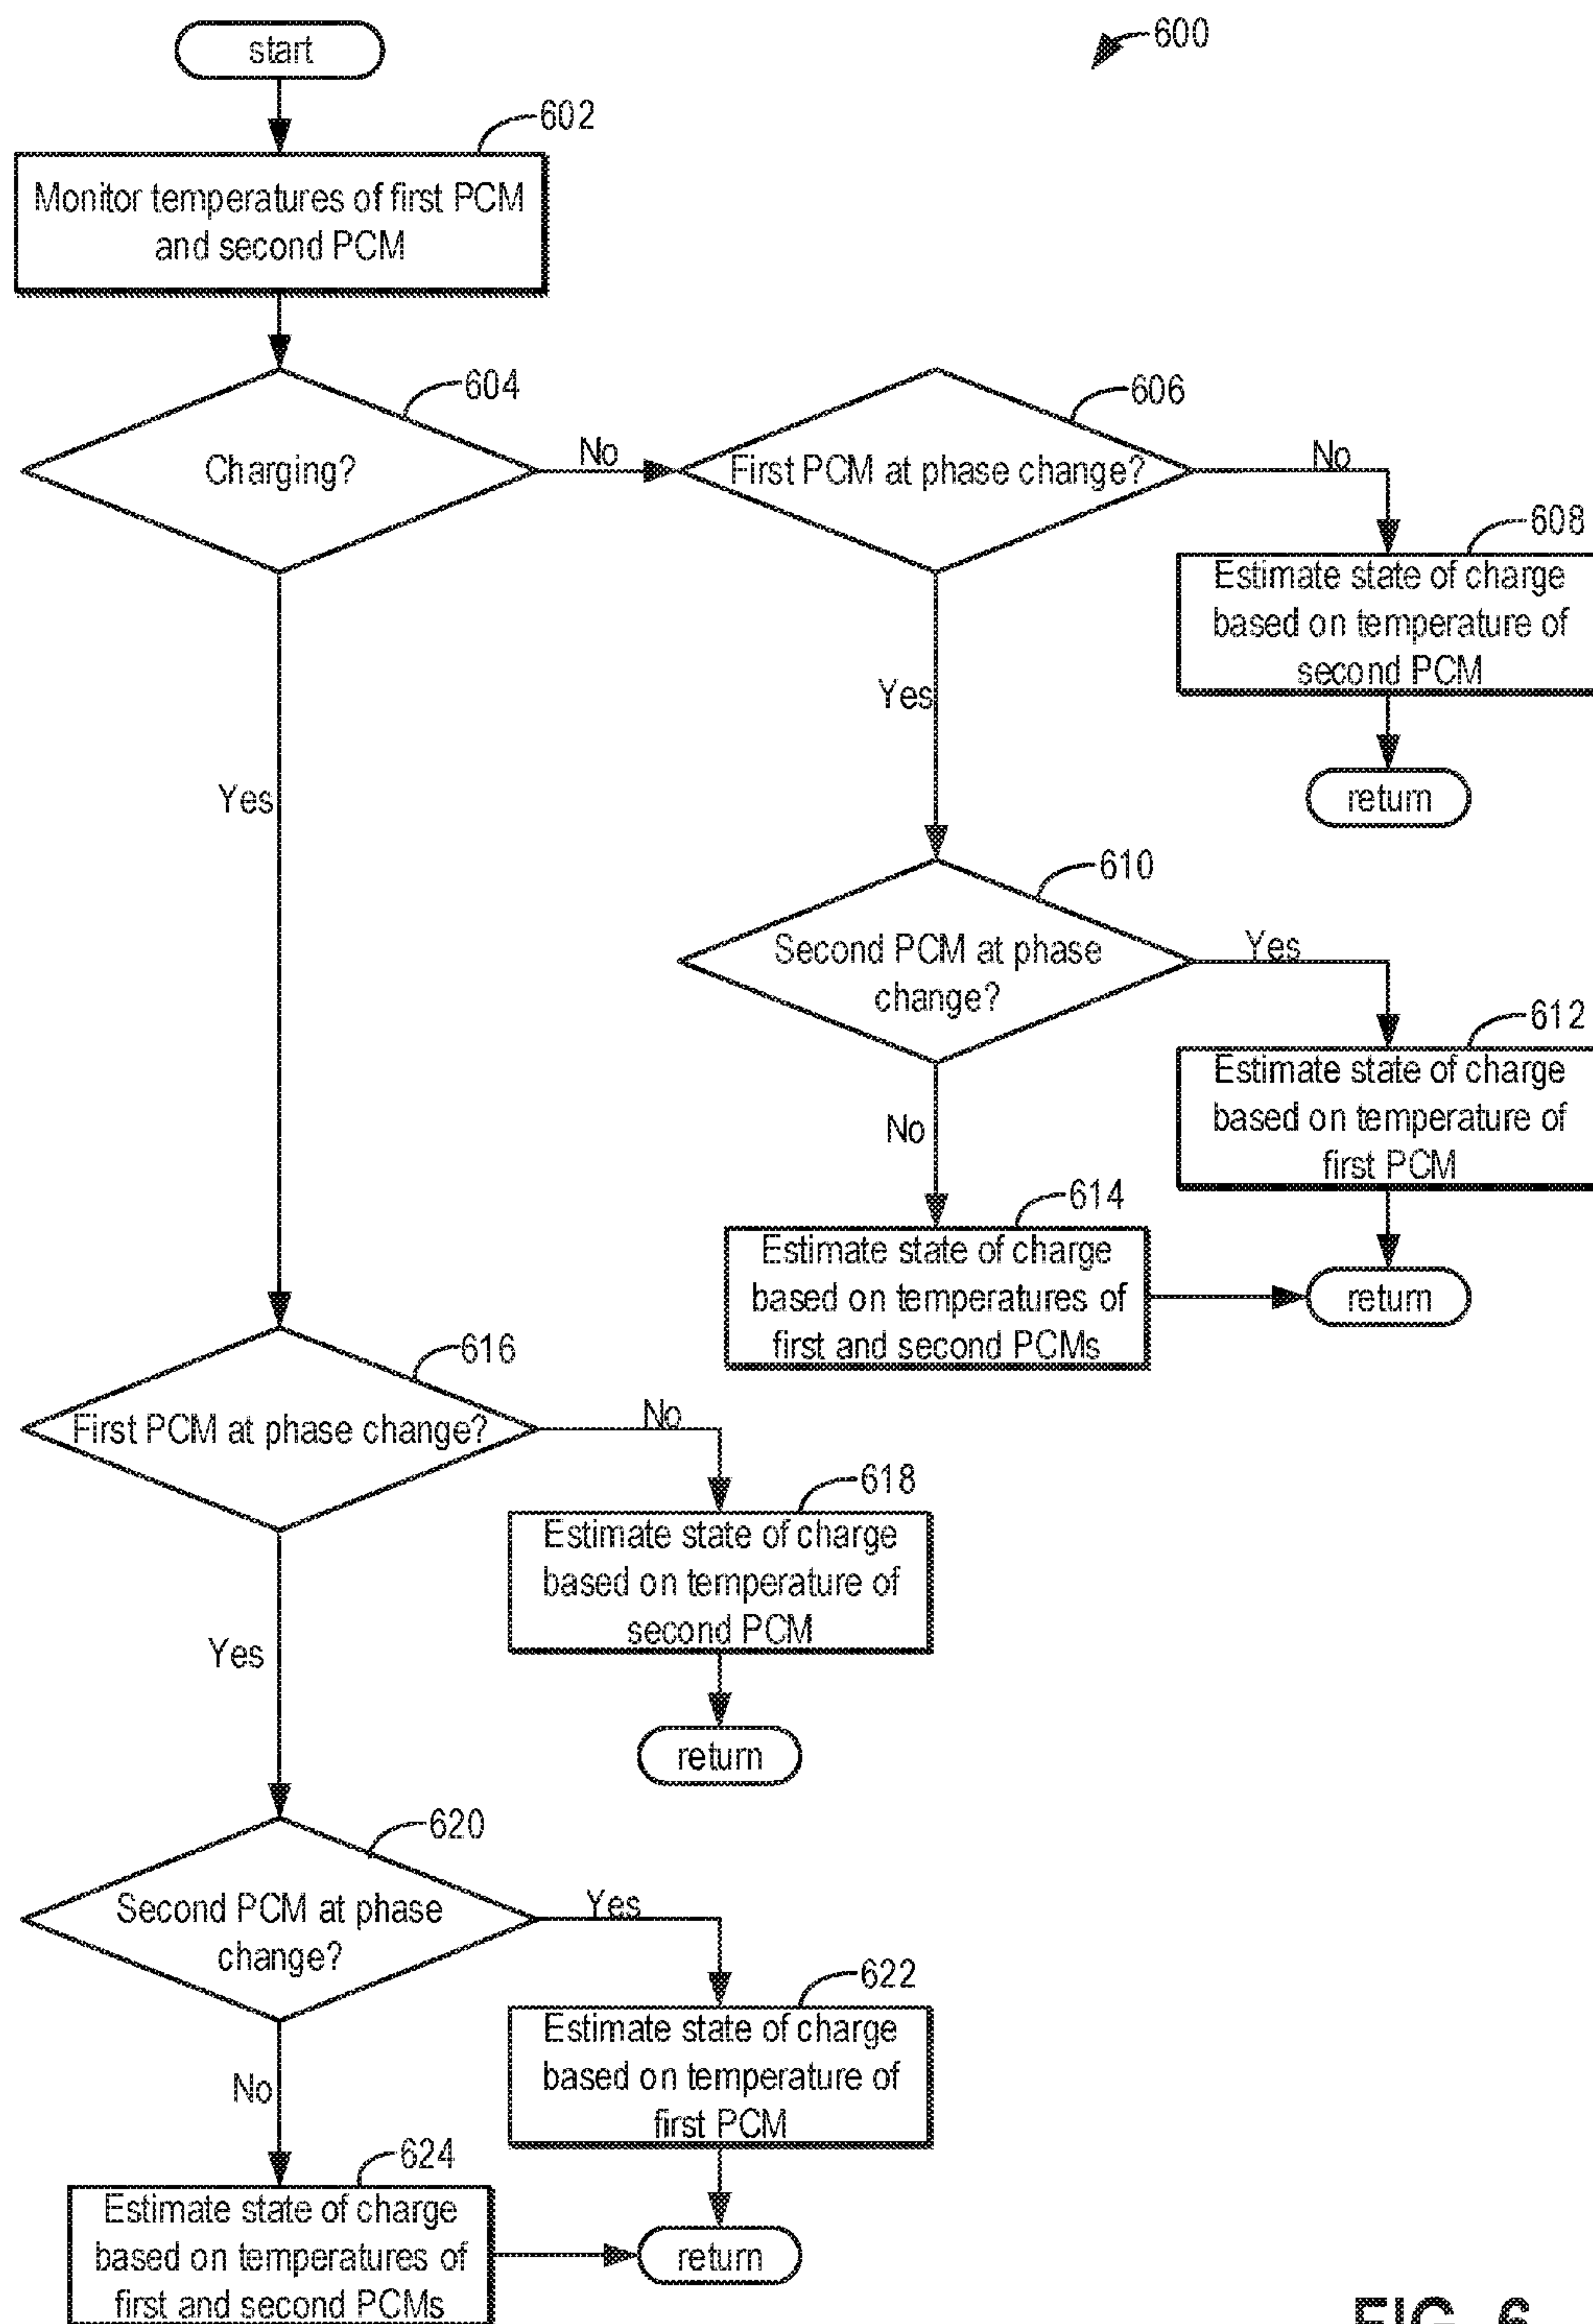 start
600
602
Monitor temperatures of first PCM
and second PCM
604
Charging?
No
606
First PCM at phase change?
No
608
Estimate state of charge
based on temperature of
second PCM
Yes
return
Yes
610
Second PCM at phase
change?
Yes
612
Estimate state of charge
based on temperature of
first PCM
No
614
Estimate state of charge
based on temperatures of
first and second PCMs
return
616
First PCM at phase change?
No
618
Estimate state of charge
based on temperature of
second PCM
Yes
return
620
Second PCM at phase
change?
Yes
622
Estimate state of charge
based on temperature of
first PCM
No
624
Estimate state of charge
based on temperatures of
first and second PCMs
return
FIG. 6